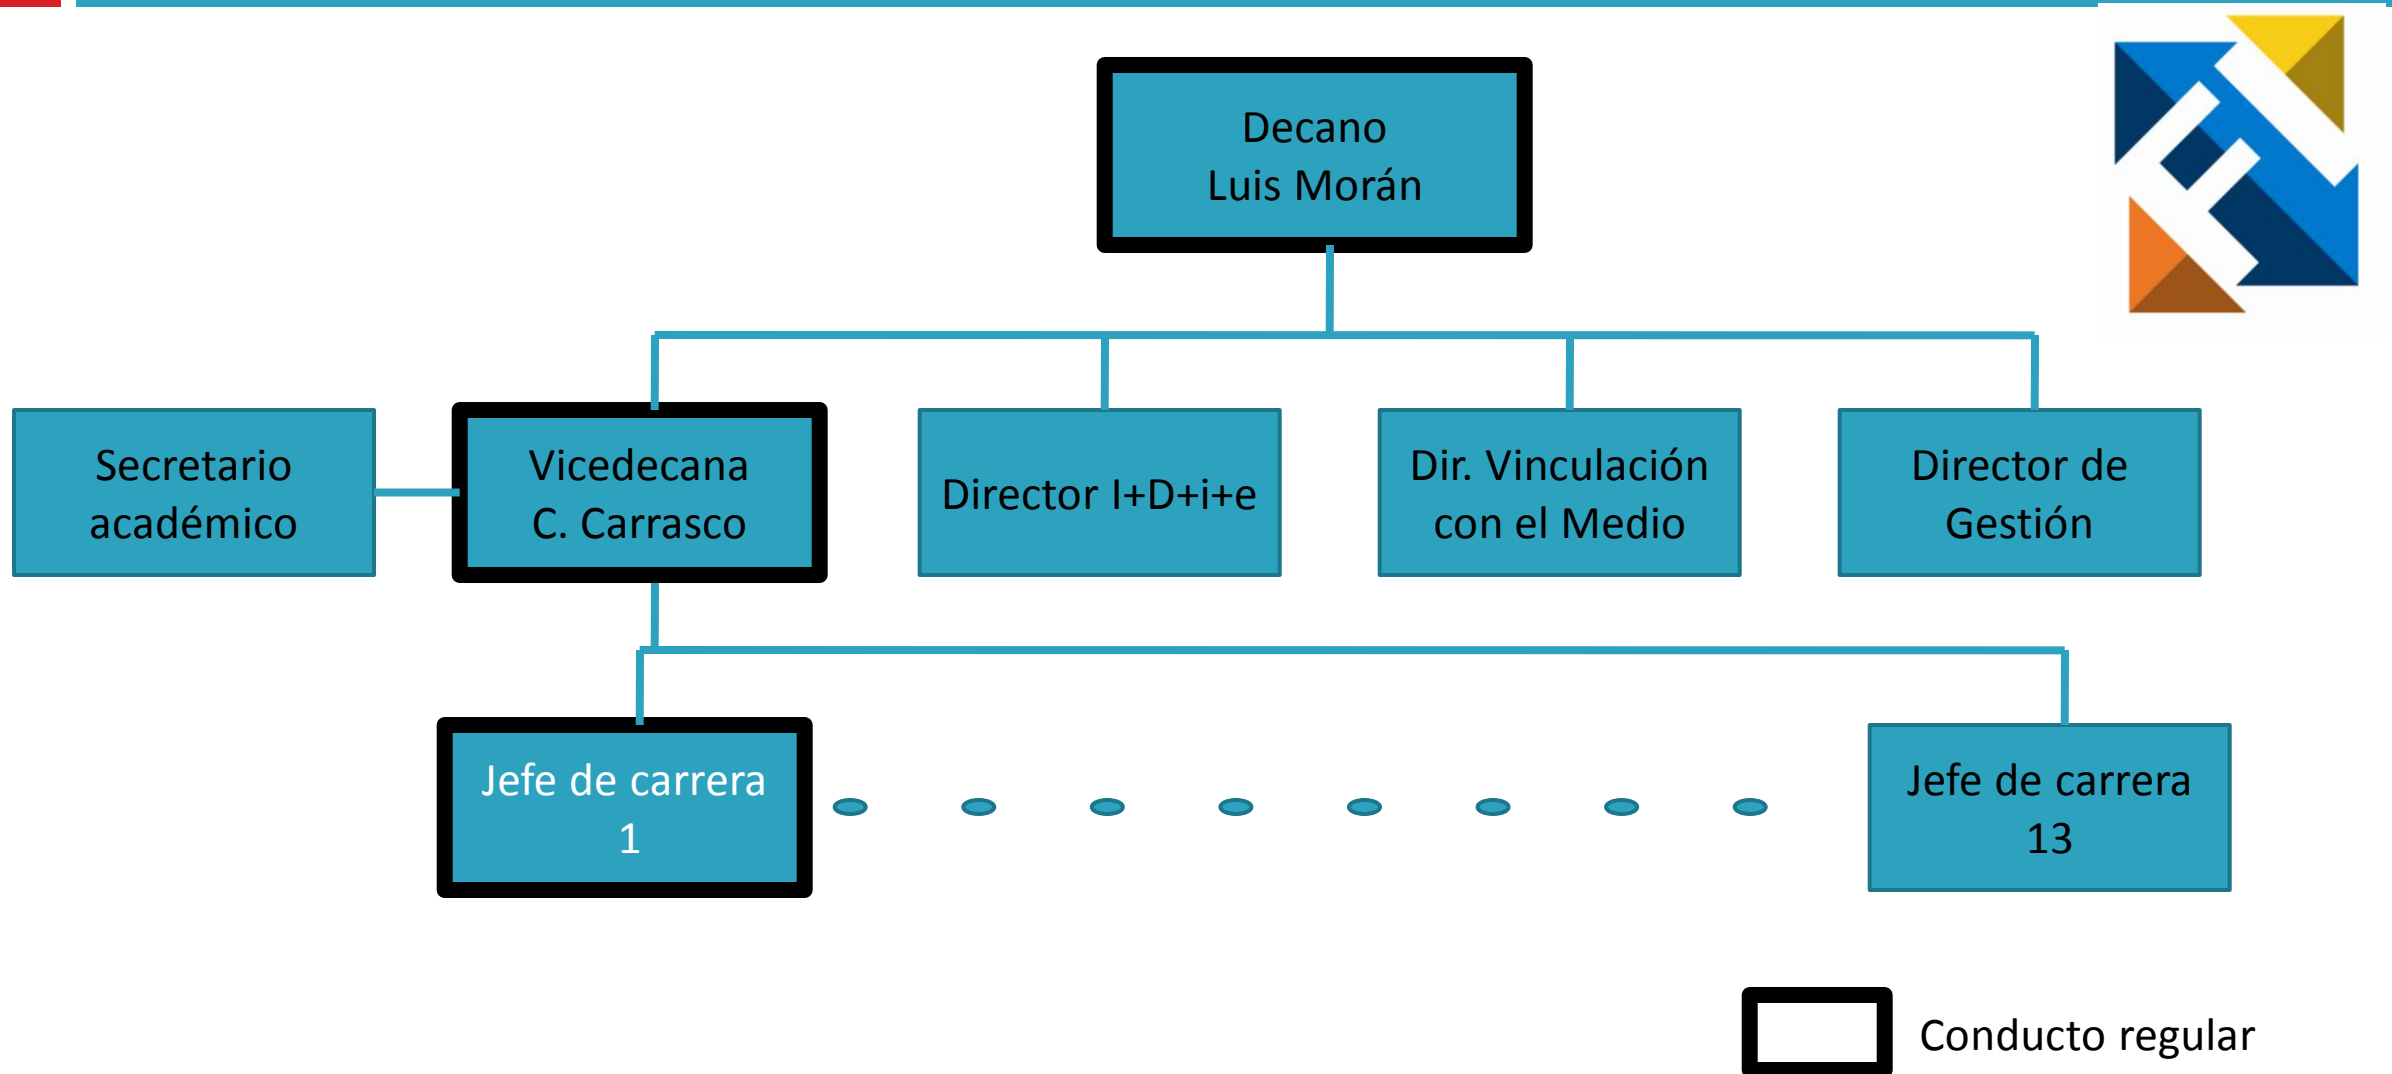 Decano
Luis Morán
Secretario
académico
Vicedecana
C. Carrasco
Director I+D+i+e
Dir. Vinculación
con el Medio
Director de
Gestión
Jefe de carrera
1
Jefe de carrera
13
Conducto regular